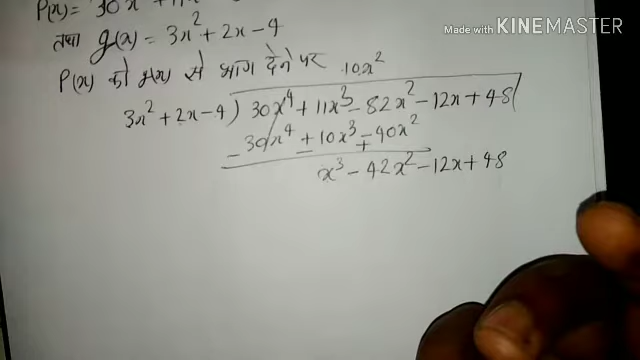 P(x) = 30x
Made with KINEMASTER
तथा g(x) = 3x² + 2x - 4
P(x) को g(x) से भाग देने पर
10x²
3x² + 2x - 4 ) 30x⁴ + 11x³ - 82x² - 12x + 48 (
30x⁴ + 10x³ - 40x²
- - +
x³ - 42x² - 12x + 48